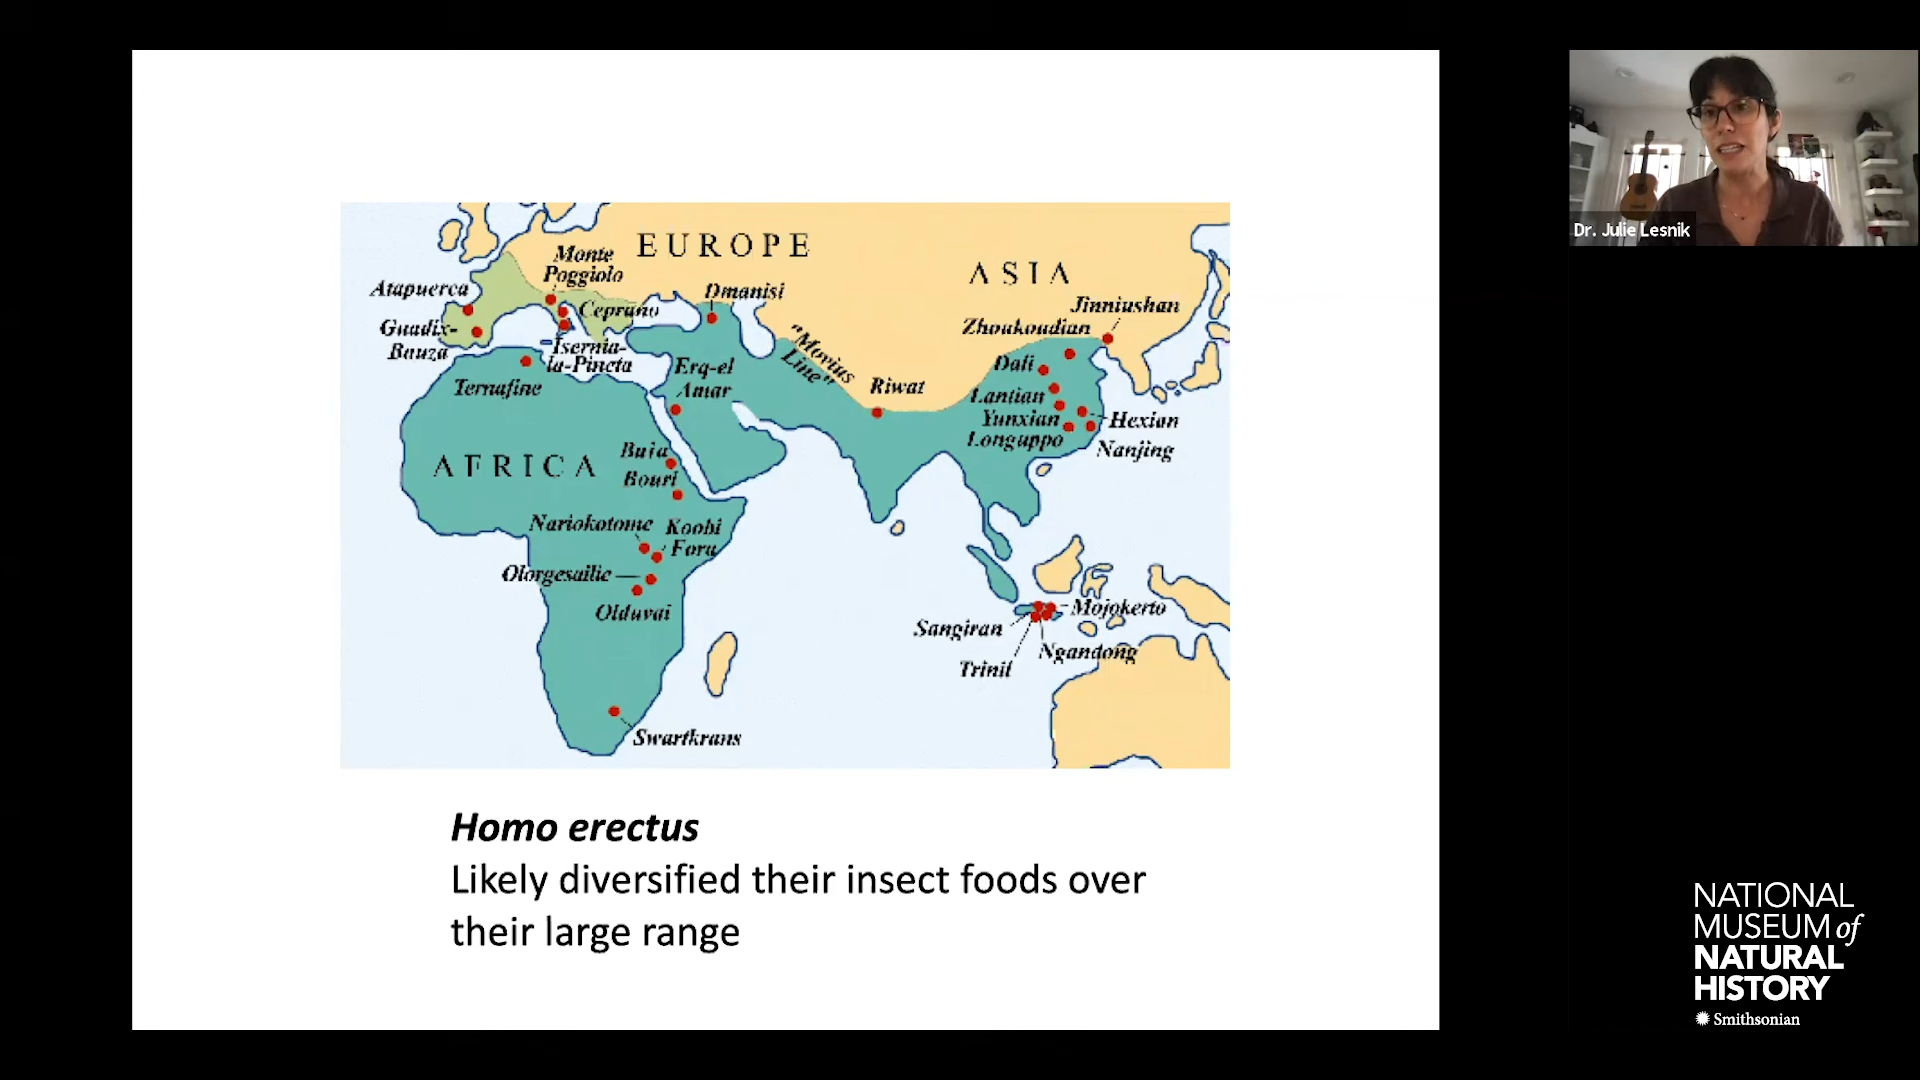 EUROPE
ASIA
AFRICA
Monte
Poggiolo
Atapuerca
Ceprano
Guadix-
Bauza
Isernia-
la-Pincta
Ternafine
Dmanisi
"Movius
Line"
Erq-el
Amar
Riwat
Jinniushan
Zhoukoudian
Dali
Lantian
Yunxian
Longuppo
Hexian
Nanjing
Buia
Bouri
Nariokotome
Koobi
Fora
Olorgesailie
Olduvai
Swartkrans
Sangiran
Trinil
Mojokerto
Ngandong
Homo erectus
Likely diversified their insect foods over
their large range
Dr. Julie Lesnik
NATIONAL
MUSEUM of
NATURAL
HISTORY
Smithsonian